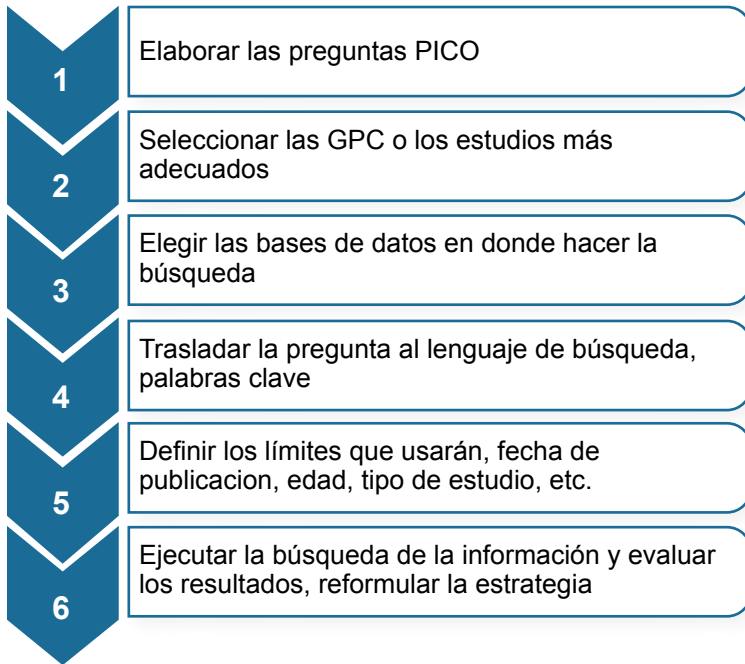 1
Elaborar las preguntas PICO
2
Seleccionar las GPC o los estudios más
adecuados
3
Elegir las bases de datos en donde hacer la
búsqueda
4
Trasladar la pregunta al lenguaje de búsqueda,
palabras clave
5
Definir los límites que usarán, fecha de
publicacion, edad, tipo de estudio, etc.
6
Ejecutar la búsqueda de la información y evaluar
los resultados, reformular la estrategia